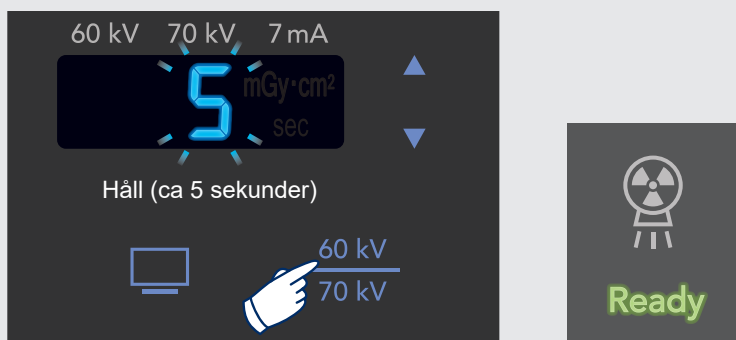 60 kV 70 kV 7 mA
5 mGy·cm²
sec
Håll (ca 5 sekunder)
60 kV
70 kV
Ready